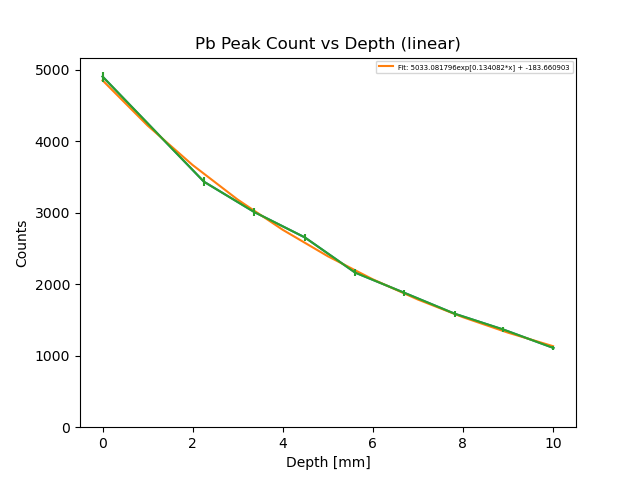 Pb Peak Count vs Depth (linear)
Fit: 5033.081796exp[0.134082*x] + -183.660903
5000
4000
3000
2000
1000
0
Counts
0 2 4 6 8 10
Depth [mm]